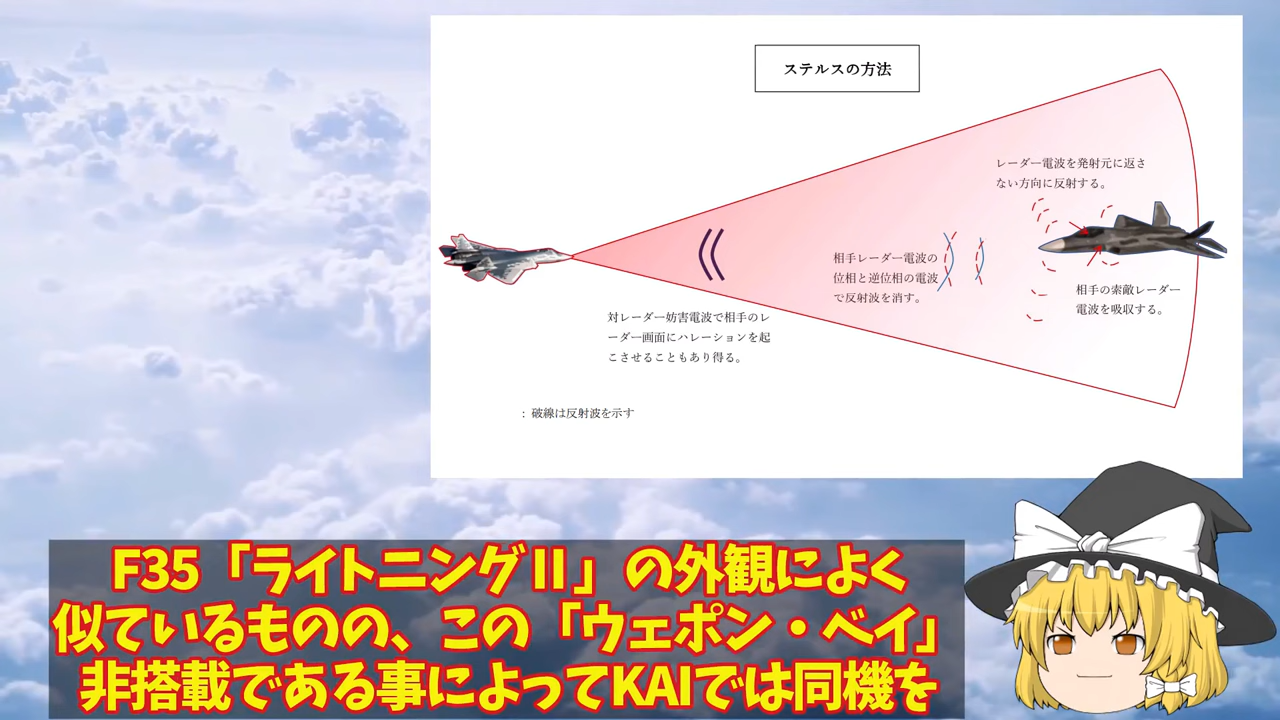 ステルスの方法
レーダー電波を発射元に返さ
ない方向に反射する。
相手レーダー電波の
位相と逆位相の電波
で反射波を消す。
相手の索敵レーダー
電波を吸収する。
対レーダー妨害電波で相手のレ
ーダー画面にハレーションを起
こさせることもあり得る。
：破線は反射波を示す
F35「ライトニングⅡ」の外観によく
似ているものの、この「ウェポン・ベイ」
非搭載である事によってKAIでは同機を